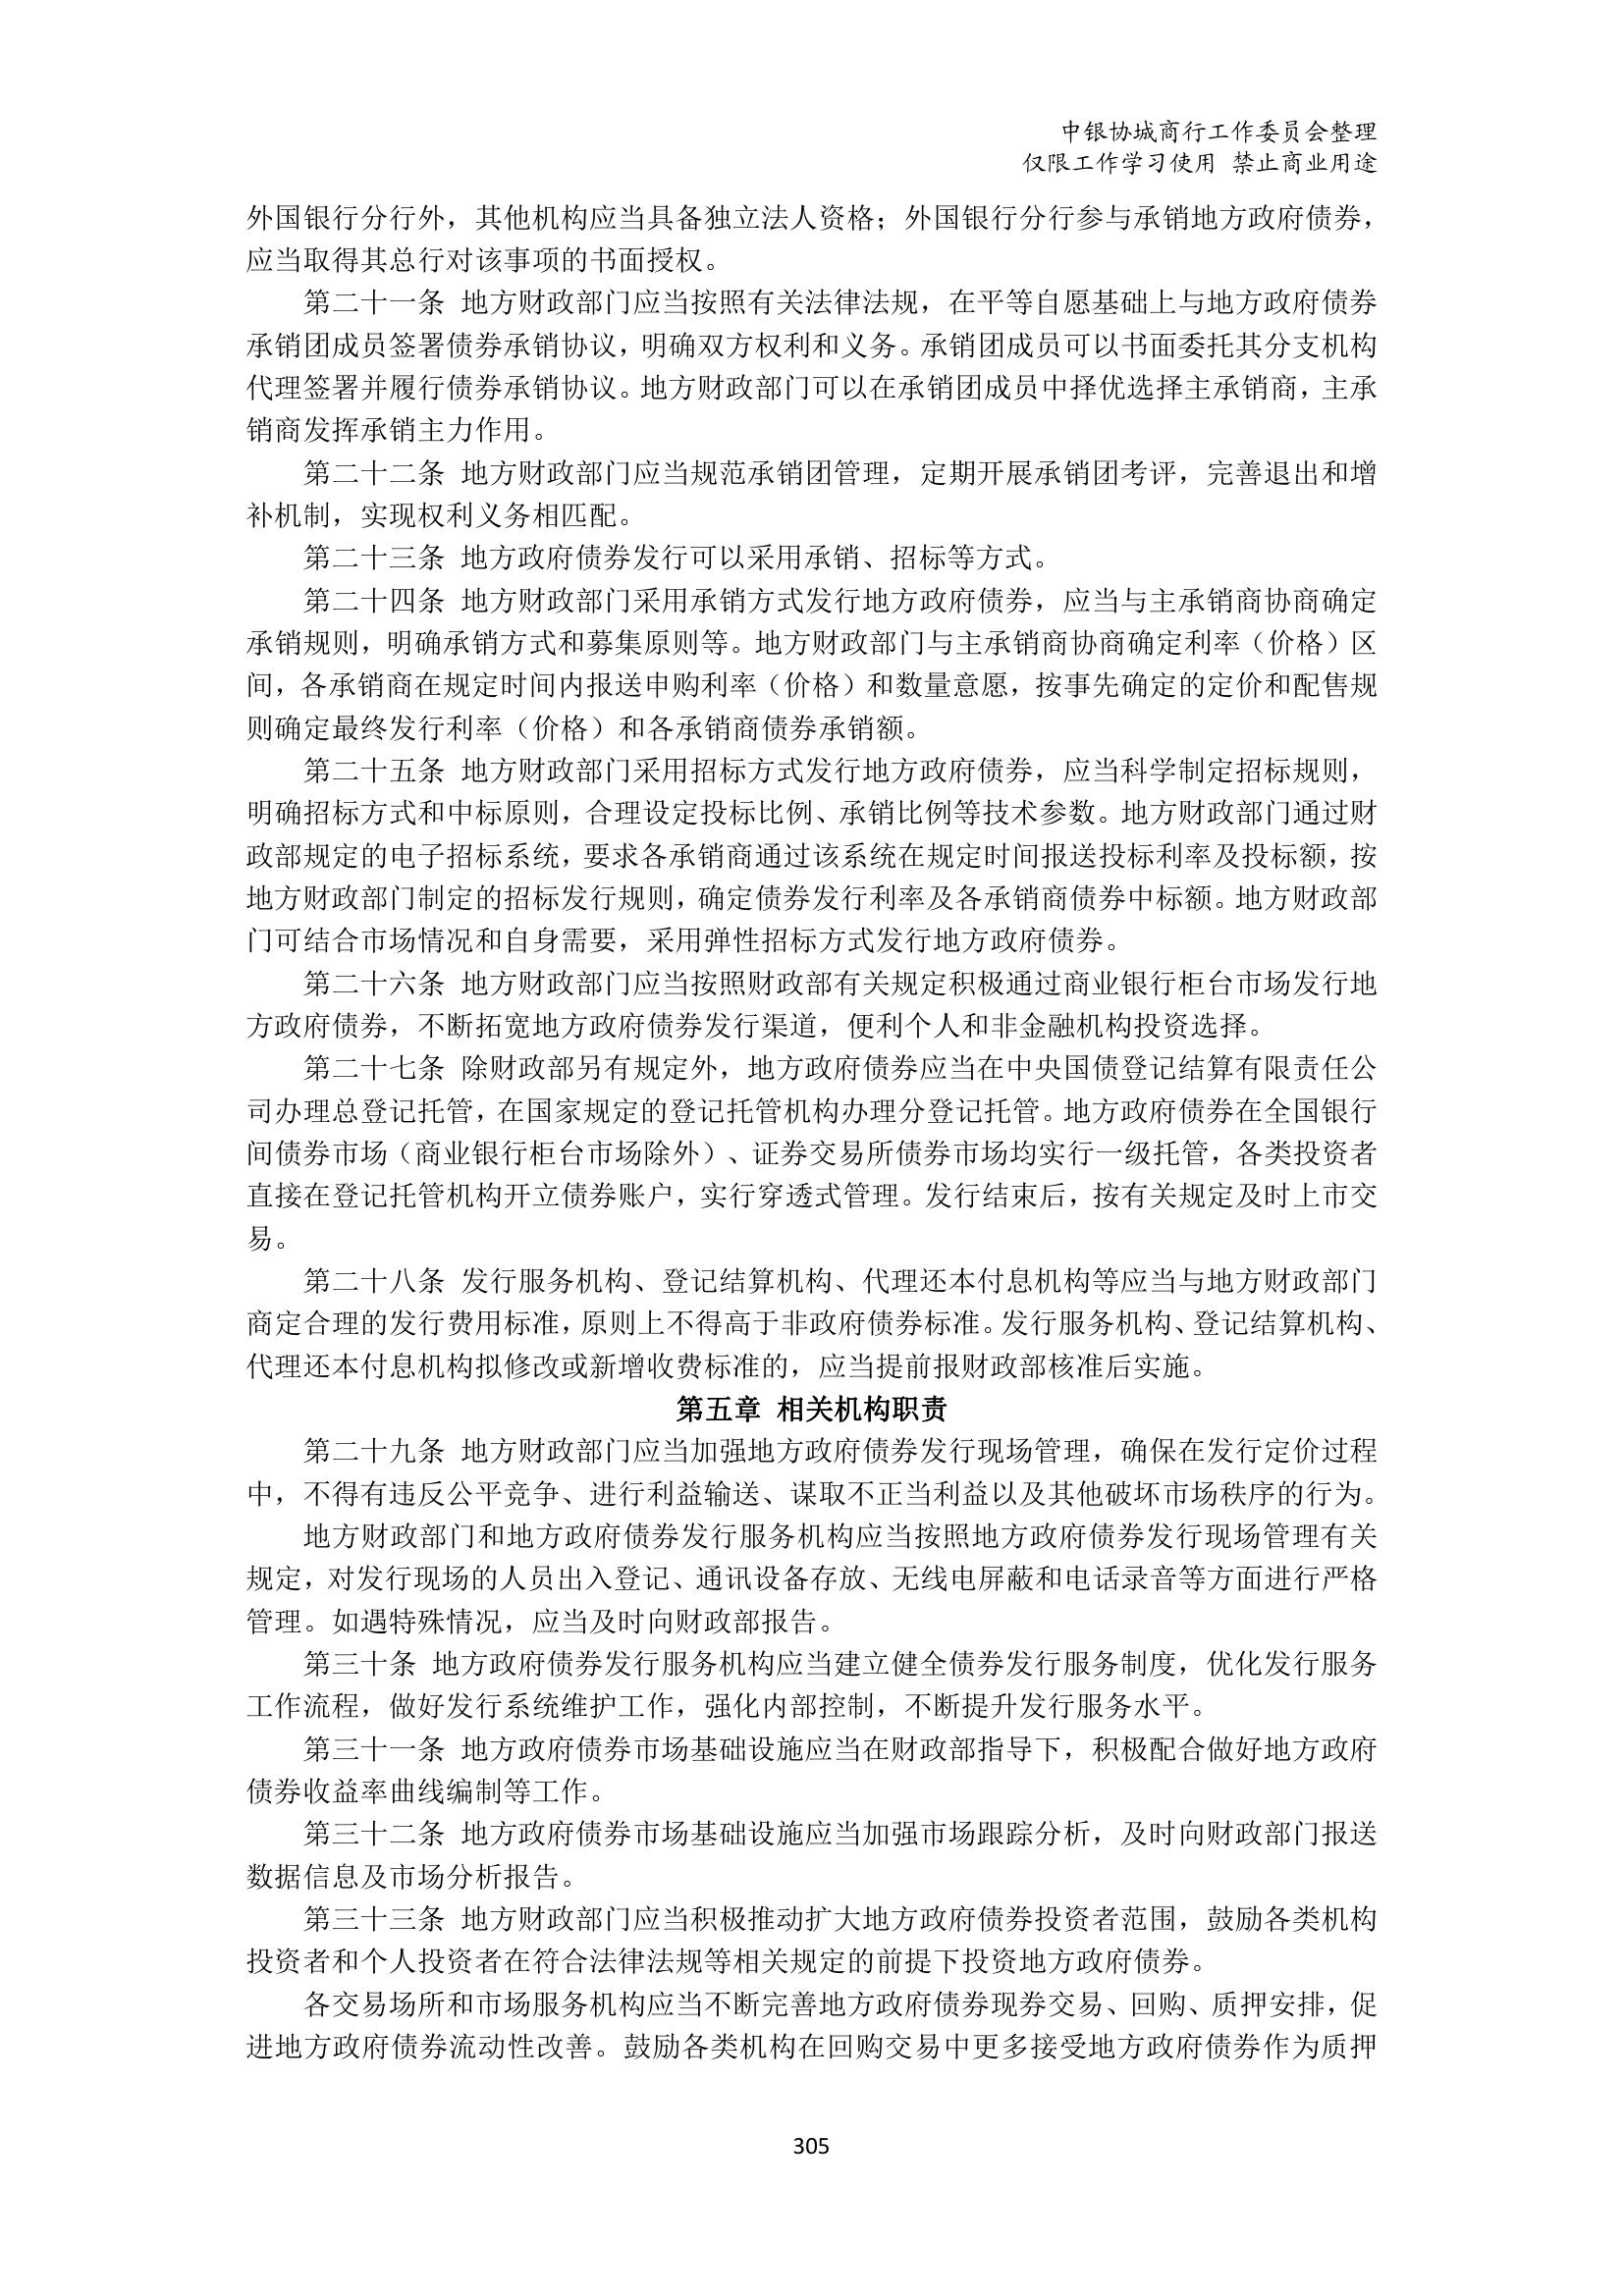 中银协城商行工作委员会整理
仅限工作学习使用 禁止商业用途
外国银行分行外，其他机构应当具备独立法人资格；外国银行分行参与承销地方政府债券，
应当取得其总行对该事项的书面授权。
第二十一条 地方财政部门应当按照有关法律法规，在平等自愿基础上与地方政府债券
承销团成员签署债券承销协议，明确双方权利和义务。承销团成员可以书面委托其分支机构
代理签署并履行债券承销协议。地方财政部门可以在承销团成员中择优选择主承销商，主承
销商发挥承销主力作用。
第二十二条 地方财政部门应当规范承销团管理，定期开展承销团考评，完善退出和增
补机制，实现权利义务相匹配。
第二十三条 地方政府债券发行可以采用承销、招标等方式。
第二十四条 地方财政部门采用承销方式发行地方政府债券，应当与主承销商协商确定
承销规则，明确承销方式和募集原则等。地方财政部门与主承销商协商确定利率（价格）区
间，各承销商在规定时间内报送申购利率（价格）和数量意愿，按事先确定的定价和配售规
则确定最终发行利率（价格）和各承销商债券承销额。
第二十五条 地方财政部门采用招标方式发行地方政府债券，应当科学制定招标规则，
明确招标方式和中标原则，合理设定投标比例、承销比例等技术参数。地方财政部门通过财
政部规定的电子招标系统，要求各承销商通过该系统在规定时间报送投标利率及投标额，按
地方财政部门制定的招标发行规则，确定债券发行利率及各承销商债券中标额。地方财政部
门可结合市场情况和自身需要，采用弹性招标方式发行地方政府债券。
第二十六条 地方财政部门应当按照财政部有关规定积极通过商业银行柜台市场发行地
方政府债券，不断拓宽地方政府债券发行渠道，便利个人和非金融机构投资选择。
第二十七条 除财政部另有规定外，地方政府债券应当在中央国债登记结算有限责任公
司办理总登记托管，在国家规定的登记托管机构办理分登记托管。地方政府债券在全国银行
间债券市场（商业银行柜台市场除外）、证券交易所债券市场均实行一级托管，各类投资者
直接在登记托管机构开立债券账户，实行穿透式管理。发行结束后，按有关规定及时上市交
易。
第二十八条 发行服务机构、登记结算机构、代理还本付息机构等应当与地方财政部门
商定合理的发行费用标准，原则上不得高于非政府债券标准。发行服务机构、登记结算机构、
代理还本付息机构拟修改或新增收费标准的，应当提前报财政部核准后实施。
第五章 相关机构职责
第二十九条 地方财政部门应当加强地方政府债券发行现场管理，确保在发行定价过程
中，不得有违反公平竞争、进行利益输送、谋取不正当利益以及其他破坏市场秩序的行为。
地方财政部门和地方政府债券发行服务机构应当按照地方政府债券发行现场管理有关
规定，对发行现场的人员出入登记、通讯设备存放、无线电屏蔽和电话录音等方面进行严格
管理。如遇特殊情况，应当及时向财政部报告。
第三十条 地方政府债券发行服务机构应当建立健全债券发行服务制度，优化发行服务
工作流程，做好发行系统维护工作，强化内部控制，不断提升发行服务水平。
第三十一条 地方政府债券市场基础设施应当在财政部指导下，积极配合做好地方政府
债券收益率曲线编制等工作。
第三十二条 地方政府债券市场基础设施应当加强市场跟踪分析，及时向财政部门报送
数据信息及市场分析报告。
第三十三条 地方财政部门应当积极推动扩大地方政府债券投资者范围，鼓励各类机构
投资者和个人投资者在符合法律法规等相关规定的前提下投资地方政府债券。
各交易场所和市场服务机构应当不断完善地方政府债券现券交易、回购、质押安排，促
进地方政府债券流动性改善。鼓励各类机构在回购交易中更多接受地方政府债券作为质押
305